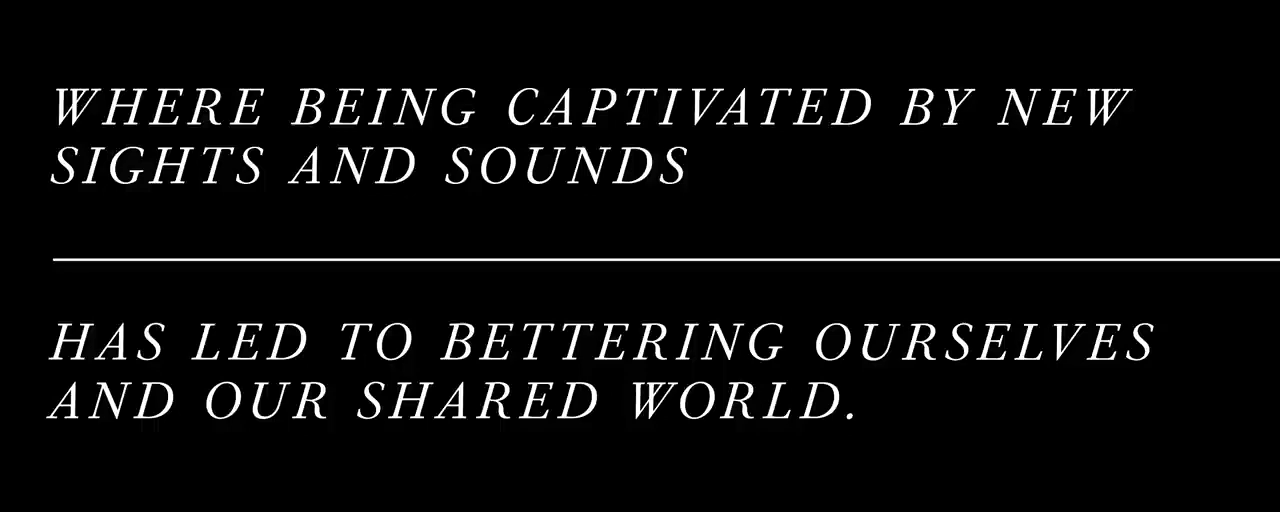 WHERE BEING CAPTIVATED BY NEW
SIGHTS AND SOUNDS
HAS LED TO BETTERING OURSELVES
AND OUR SHARED WORLD.